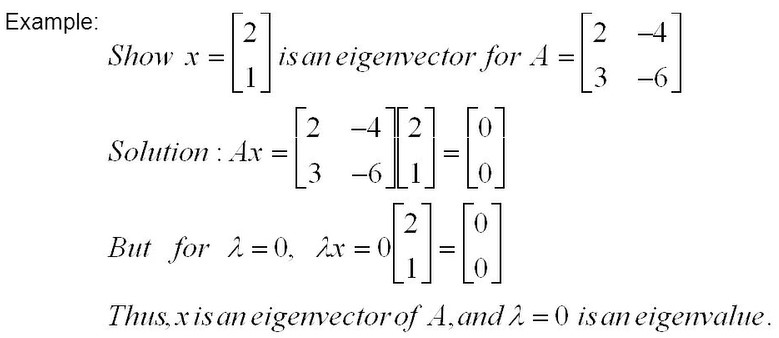 Example:
Show x = [2 1] is an eigenvector for A = [2 −4 3 −6]
Solution : Ax = [2 −4 3 −6][2 1] = [0 0]
But for λ = 0, λx = 0[2 1] = [0 0]
Thus, x is an eigenvector of A, and λ = 0 is an eigenvalue.